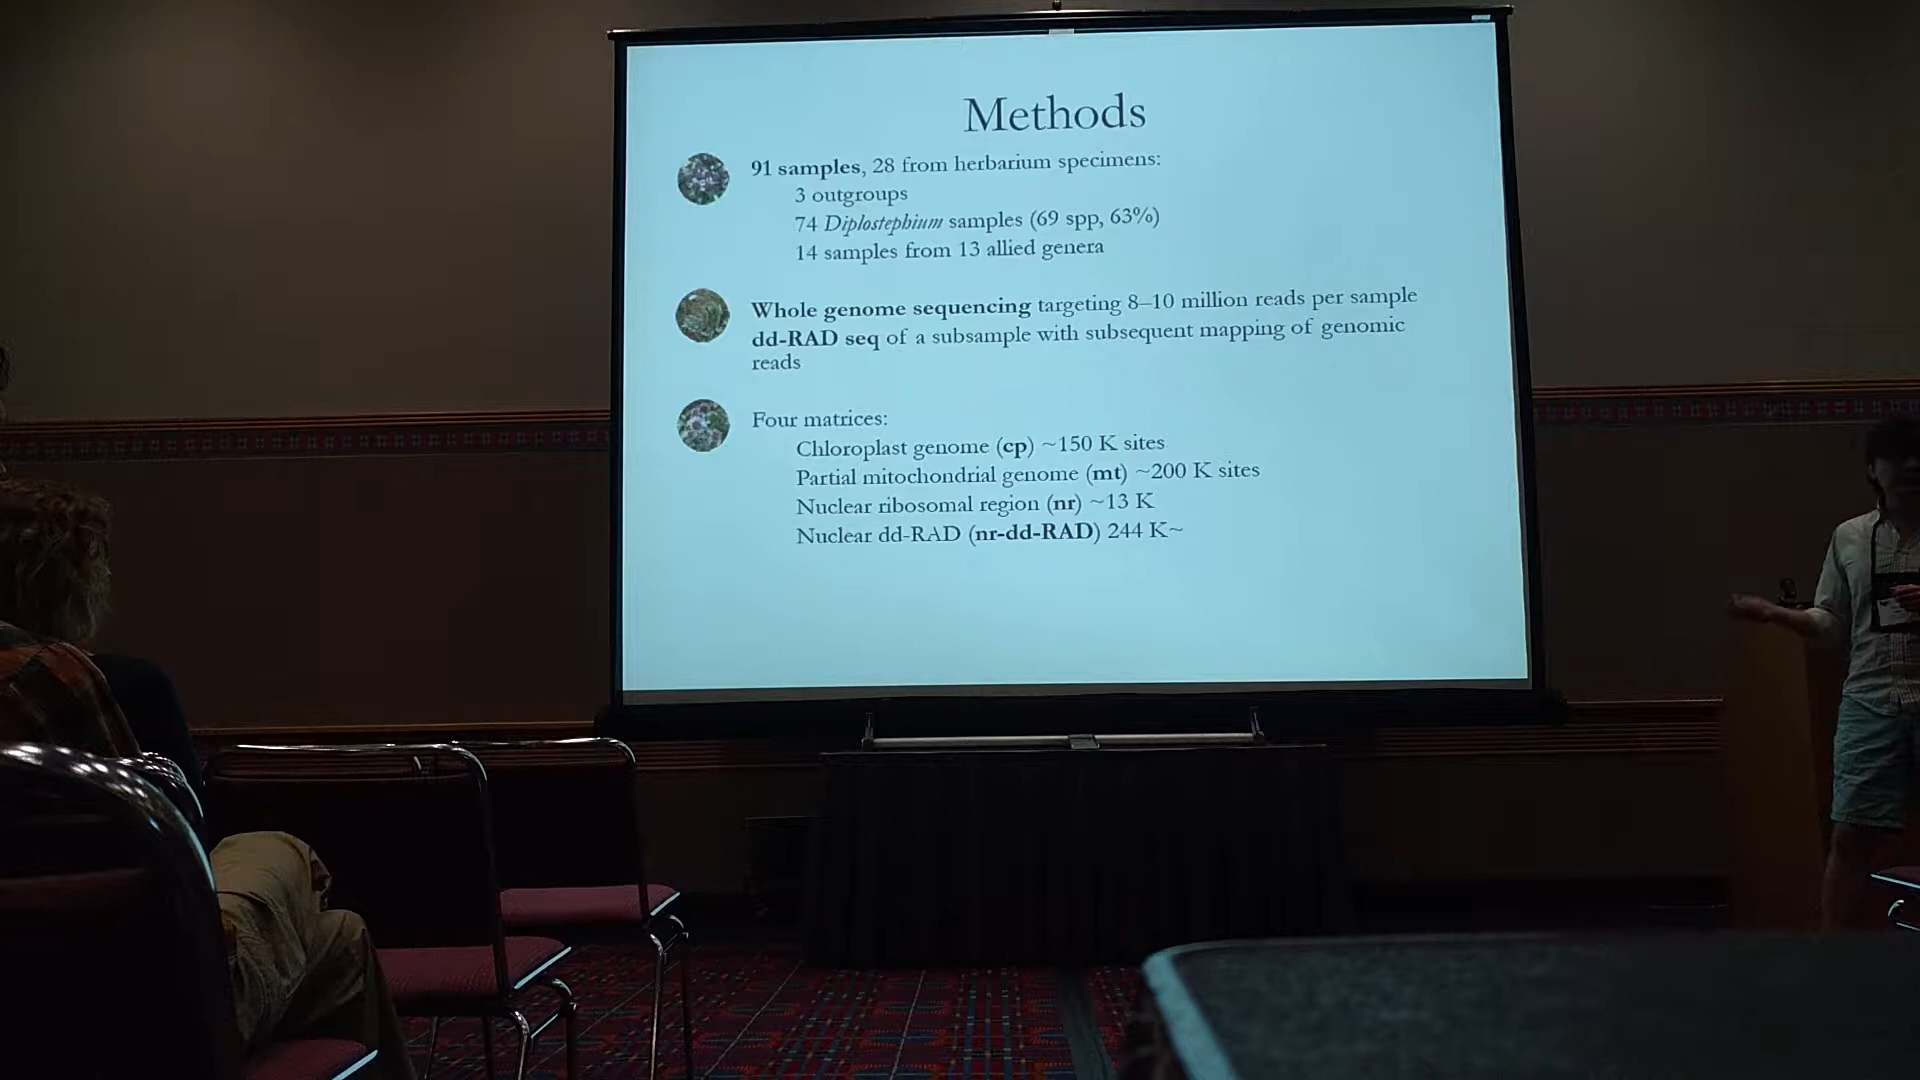 Methods
91 samples, 28 from herbarium specimens:
3 outgroups
74 Diplostephium samples (69 spp, 63%)
14 samples from 13 allied genera
Whole genome sequencing targeting 8–10 million reads per sample
dd-RAD seq of a subsample with subsequent mapping of genomic
reads
Four matrices:
Chloroplast genome (cp) ~150 K sites
Partial mitochondrial genome (mt) ~200 K sites
Nuclear ribosomal region (nr) ~13 K
Nuclear dd-RAD (nr-dd-RAD) 244 K~